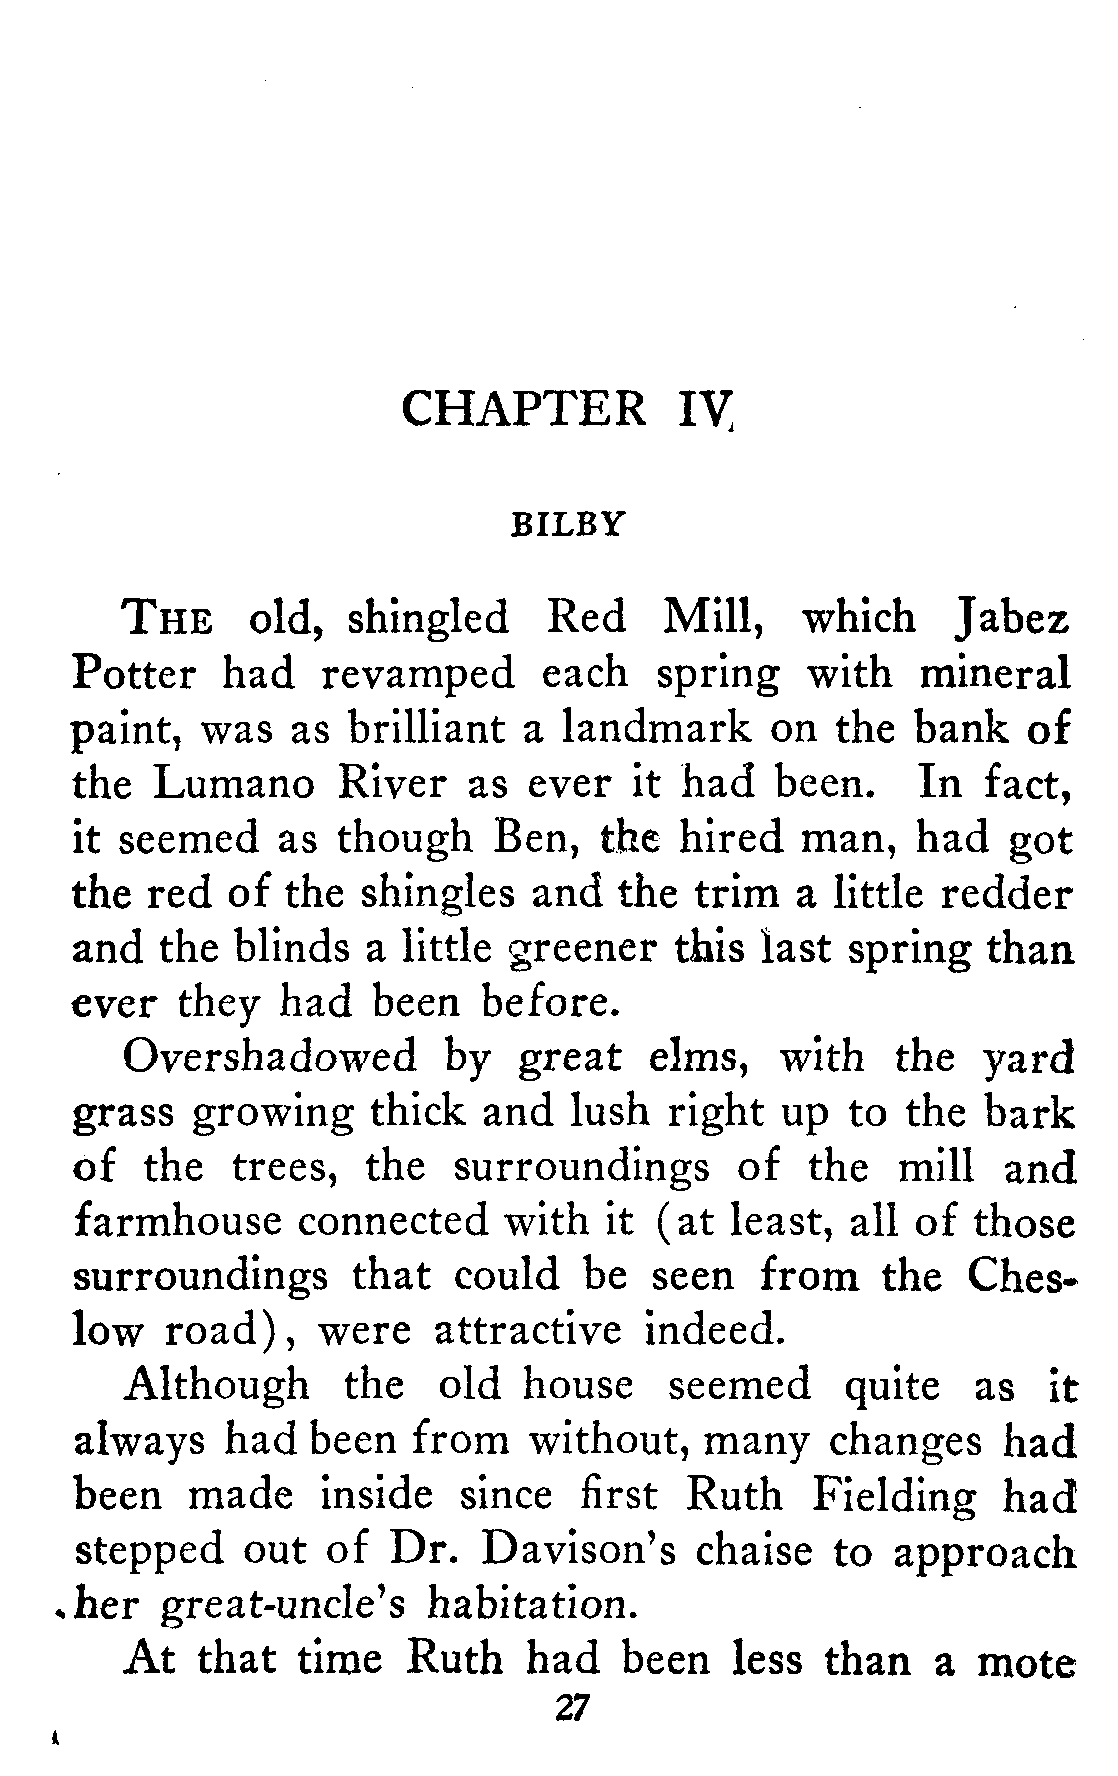 CHAPTER IV
BILBY
THE old, shingled Red Mill, which Jabez
Potter had revamped each spring with mineral
paint, was as brilliant a landmark on the bank of
the Lumano River as ever it had been. In fact,
it seemed as though Ben, the hired man, had got
the red of the shingles and the trim a little redder
and the blinds a little greener this last spring than
ever they had been before.
Overshadowed by great elms, with the yard
grass growing thick and lush right up to the bark
of the trees, the surroundings of the mill and
farmhouse connected with it (at least, all of those
surroundings that could be seen from the Ches-
low road), were attractive indeed.
Although the old house seemed quite as it
always had been from without, many changes had
been made inside since first Ruth Fielding had
stepped out of Dr. Davison's chaise to approach
her great-uncle's habitation.
At that time Ruth had been less than a mote
27